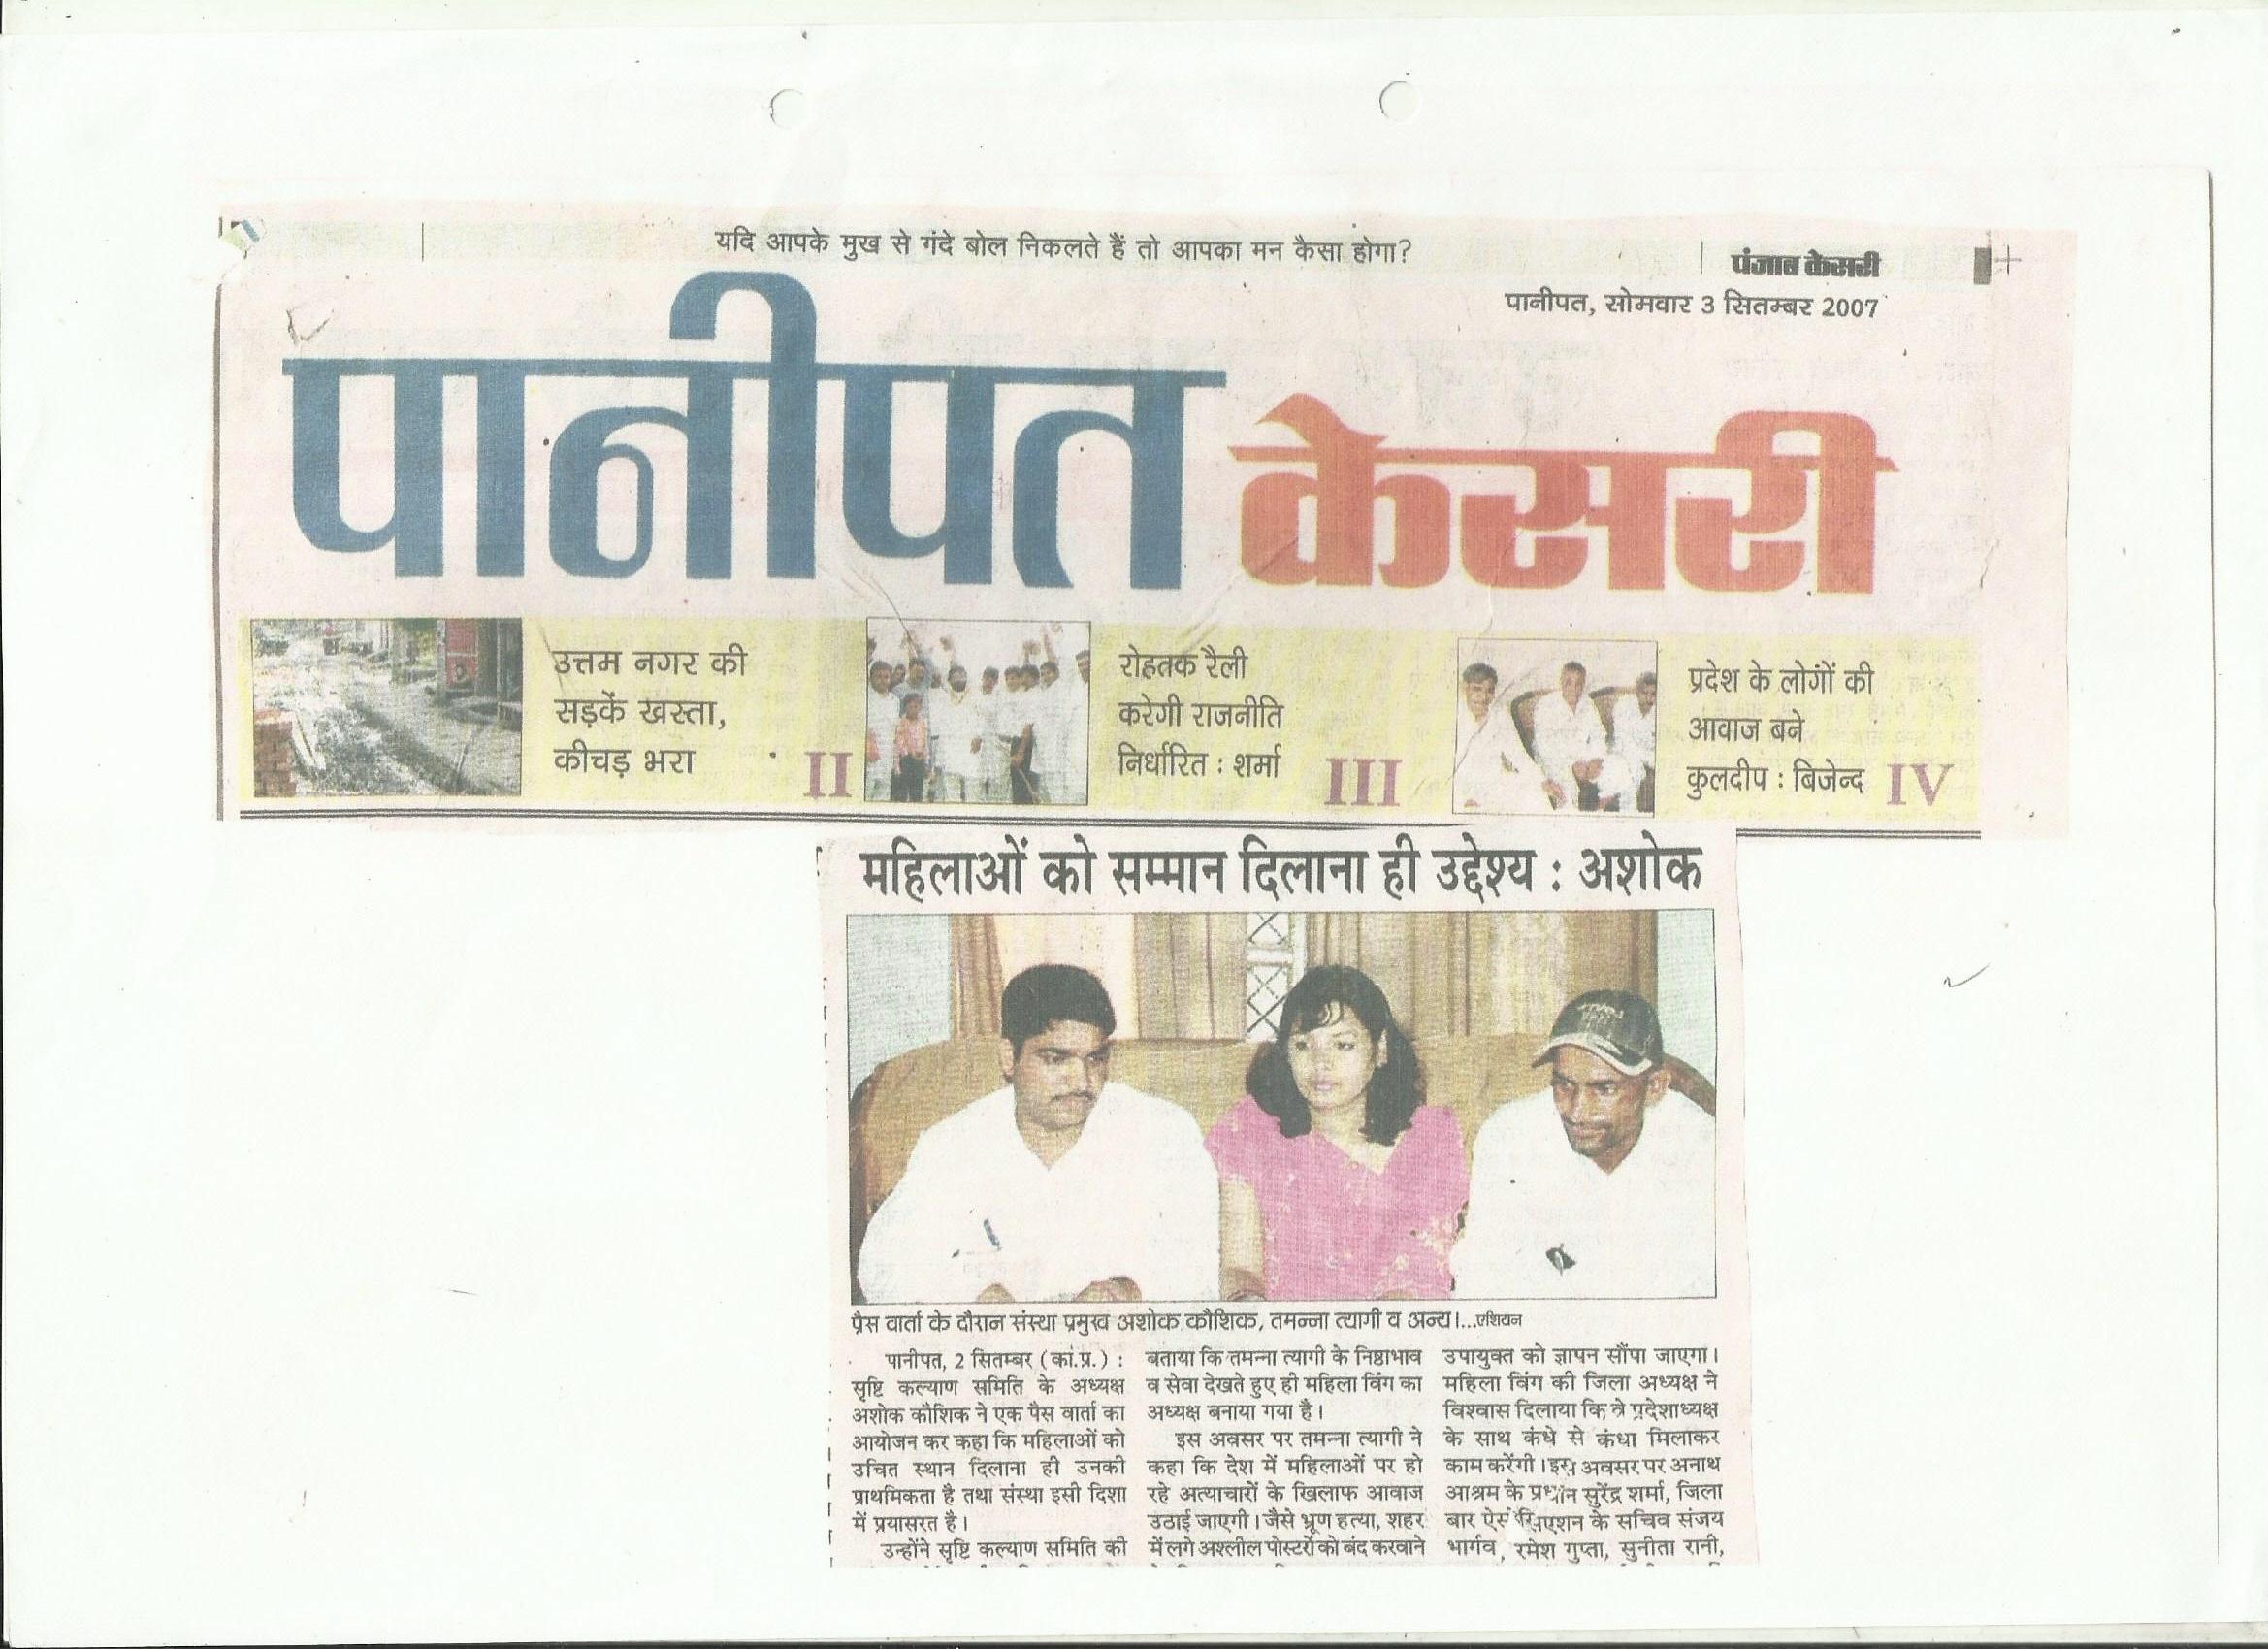 यदि आपके मुख से गंदे बोल निकलते हैं तो आपका मन कैसा होगा?
पंजाब केसरी
पानीपत, सोमवार 3 सितम्बर 2007
पानीपत केसरी
उत्तम नगर की
सड़कें खस्ता,
कीचड़ भरा
II
रोहतक रैली
करेगी राजनीति
निर्धारित : शर्मा
III
प्रदेश के लोगों की
आवाज बने
कुलदीप : बिजेन्द
IV
महिलाओं को सम्मान दिलाना ही उद्देश्य : अशोक
प्रैस वार्ता के दौरान संस्था प्रमुख अशोक कौशिक, तमन्ना त्यागी व अन्य।...एशियन
पानीपत, 2 सितम्बर (कां.प्र.) :
सृष्टि कल्याण समिति के अध्यक्ष
अशोक कौशिक ने एक पैस वार्ता का
आयोजन कर कहा कि महिलाओं को
उचित स्थान दिलाना ही उनकी
प्राथमिकता है तथा संस्था इसी दिशा
में प्रयासरत है।
उन्होंने सृष्टि कल्याण समिति की
बताया कि तमन्ना त्यागी के निष्ठाभाव
व सेवा देखते हुए ही महिला विंग का
अध्यक्ष बनाया गया है।
इस अवसर पर तमन्ना त्यागी ने
कहा कि देश में महिलाओं पर हो
रहे अत्याचारों के खिलाफ आवाज
उठाई जाएगी। जैसे भ्रूण हत्या, शहर
में लगे अश्लील पोस्टरों को बंद करवाने
उपायुक्त को ज्ञापन सौंपा जाएगा।
महिला विंग की जिला अध्यक्ष ने
विश्वास दिलाया कि वे प्रदेशाध्यक्ष
के साथ कंधे से कंधा मिलाकर
काम करेंगी। इस अवसर पर अनाथ
आश्रम के प्रधान सुरेंद्र शर्मा, जिला
बार ऐसोसिएशन के सचिव संजय
भार्गव, रमेश गुप्ता, सुनीता रानी,